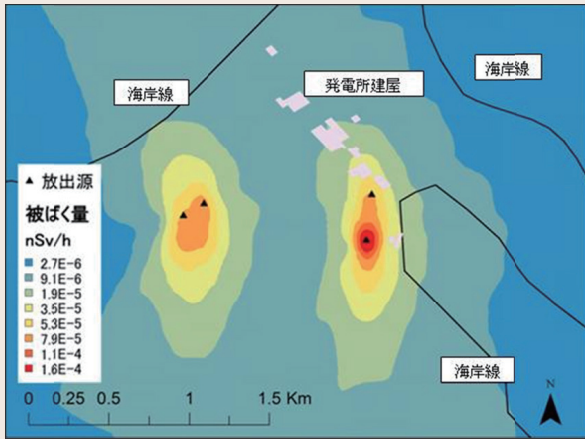 発電所建屋
海岸線
海岸線
▲ 放出源
被ばく量
nSv/h
2.7E-6
9.1E-6
1.9E-5
3.5E-5
5.3E-5
7.9E-5
1.1E-4
1.6E-4
海岸線
0 0.25 0.5 1 1.5 Km
N